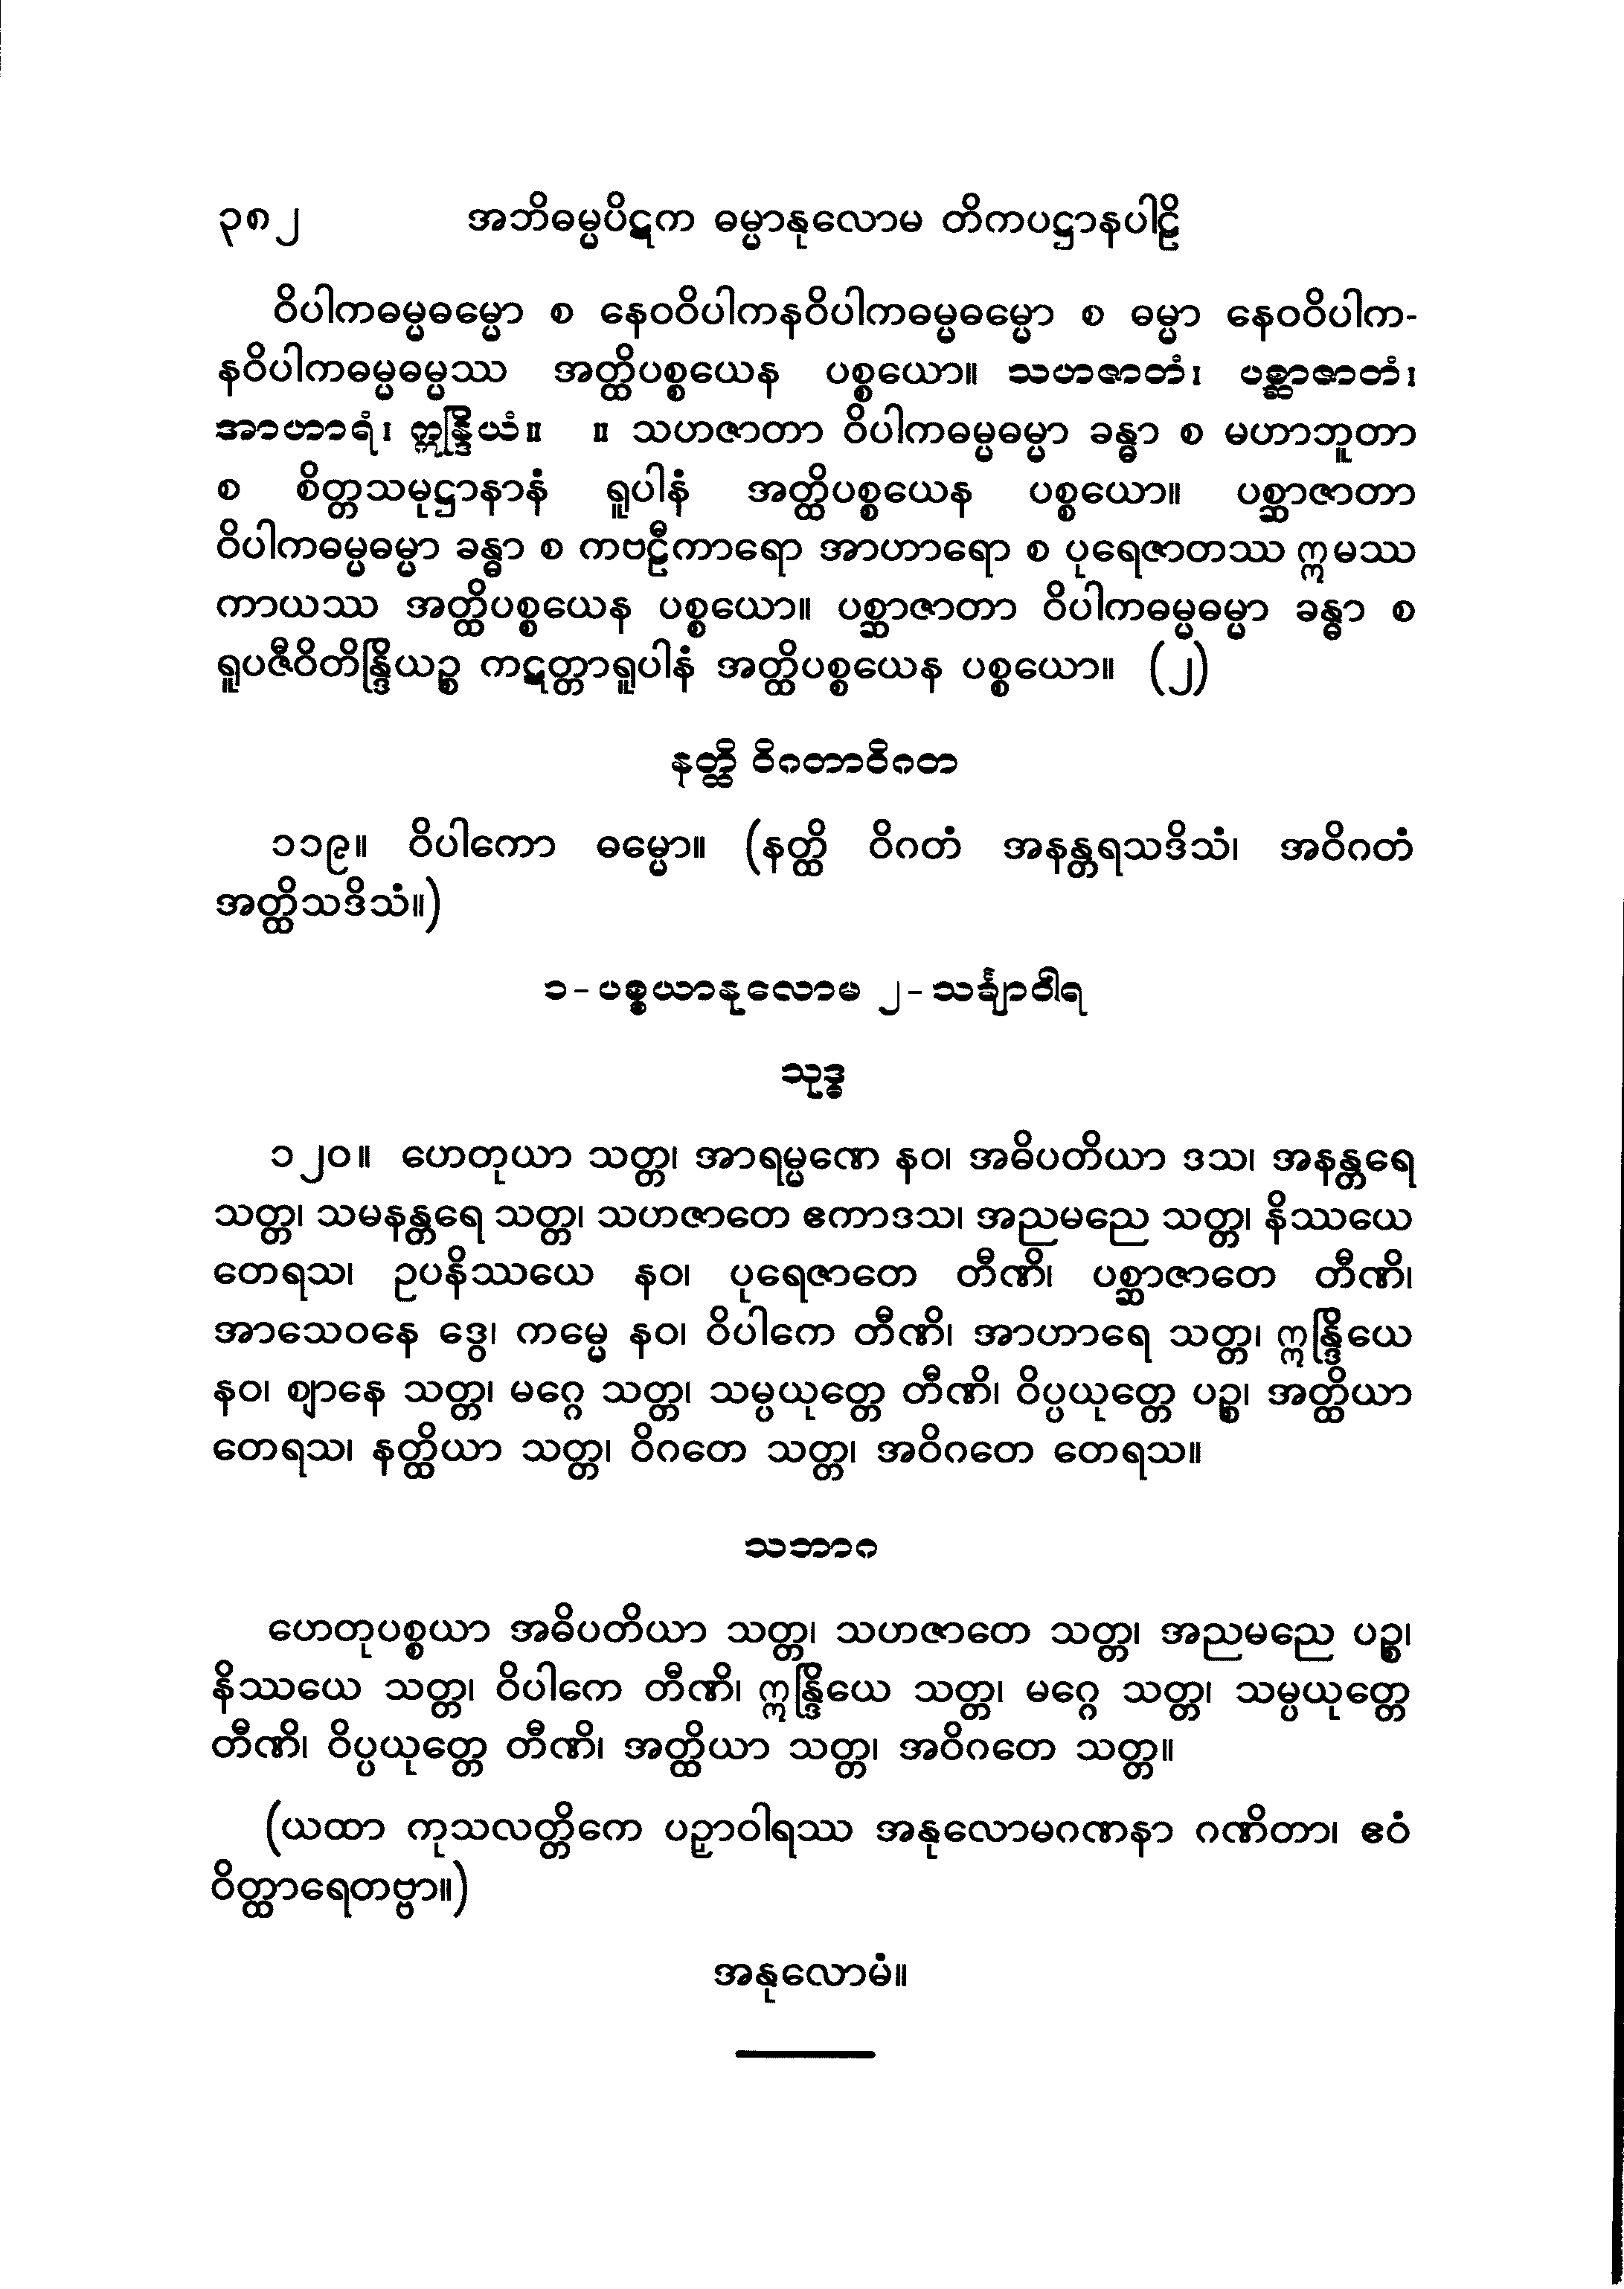 ၃၈၂ အဘိဓမ္မပိဋက ဓမ္မာနုလောမ တိကပဋ္ဌာနပါဠိ
ဝိပါကဓမ္မဓမ္မော စ နေဝဝိပါကနဝိပါကဓမ္မဓမ္မော စ ဓမ္မာ နေဝဝိပါက-
နဝိပါကဓမ္မဓမ္မဿ အတ္ထိပစ္စယေန ပစ္စယော။ သဟဇာတံ၊ ပစ္ဆာဇာတံ၊
အာဟာရံ၊ ဣန္ဒြိယံ။ ။ သဟဇာတာ ဝိပါကဓမ္မဓမ္မာ ခန္ဓာ စ မဟာဘူတာ
စ စိတ္တသမုဋ္ဌာနာနံ ရူပါနံ အတ္ထိပစ္စယေန ပစ္စယော။ ပစ္ဆာဇာတာ
ဝိပါကဓမ္မဓမ္မာ ခန္ဓာ စ ကဗဠီကာရော အာဟာရော စ ပုရေဇာတဿ ဣမဿ
ကာယဿ အတ္ထိပစ္စယေန ပစ္စယော။ ပစ္ဆာဇာတာ ဝိပါကဓမ္မဓမ္မာ ခန္ဓာ စ
ရူပဇီဝိတိန္ဒြိယဉ္စ ကဋတ္တာရူပါနံ အတ္ထိပစ္စယေန ပစ္စယော။ (၂)
နတ္ထိ ဝိဂတာဝိဂတ
၁၁၉။ ဝိပါကော ဓမ္မော။ (နတ္ထိ ဝိဂတံ အနန္တရသဒိသံ၊ အဝိဂတံ
အတ္ထိသဒိသံ။)
၁-ပစ္စယာနုလောမ ၂-သင်္ချာဝါရ
သုဒ္ဓ
၁၂၀။ ဟေတုယာ သတ္တ၊ အာရမ္မဏေ နဝ၊ အဓိပတိယာ ဒသ၊ အနန္တရေ
သတ္တ၊ သမနန္တရေ သတ္တ၊ သဟဇာတေ ဧကာဒသ၊ အညမညေ သတ္တ၊ နိဿယေ
တေရသ၊ ဥပနိဿယေ နဝ၊ ပုရေဇာတေ တီဏိ၊ ပစ္ဆာဇာတေ တီဏိ၊
အာသေဝနေ ဒွေ၊ ကမ္မေ နဝ၊ ဝိပါကေ တီဏိ၊ အာဟာရေ သတ္တ၊ ဣန္ဒြိယေ
နဝ၊ ဈာနေ သတ္တ၊ မဂ္ဂေ သတ္တ၊ သမ္ပယုတ္တေ တီဏိ၊ ဝိပ္ပယုတ္တေ ပဉ္စ၊ အတ္ထိယာ
တေရသ၊ နတ္ထိယာ သတ္တ၊ ဝိဂတေ သတ္တ၊ အဝိဂတေ တေရသ။
သဘာဂ
ဟေတုပစ္စယာ အဓိပတိယာ သတ္တ၊ သဟဇာတေ သတ္တ၊ အညမညေ ပဉ္စ၊
နိဿယေ သတ္တ၊ ဝိပါကေ တီဏိ၊ ဣန္ဒြိယေ သတ္တ၊ မဂ္ဂေ သတ္တ၊ သမ္ပယုတ္တေ
တီဏိ၊ ဝိပ္ပယုတ္တေ တီဏိ၊ အတ္ထိယာ သတ္တ၊ အဝိဂတေ သတ္တ။
(ယထာ ကုသလတ္တိကေ ပဉှာဝါရဿ အနုလောမဂဏနာ ဂဏိတာ၊ ဧဝံ
ဝိတ္ထာရေတဗ္ဗာ။)
အနုလောမံ။